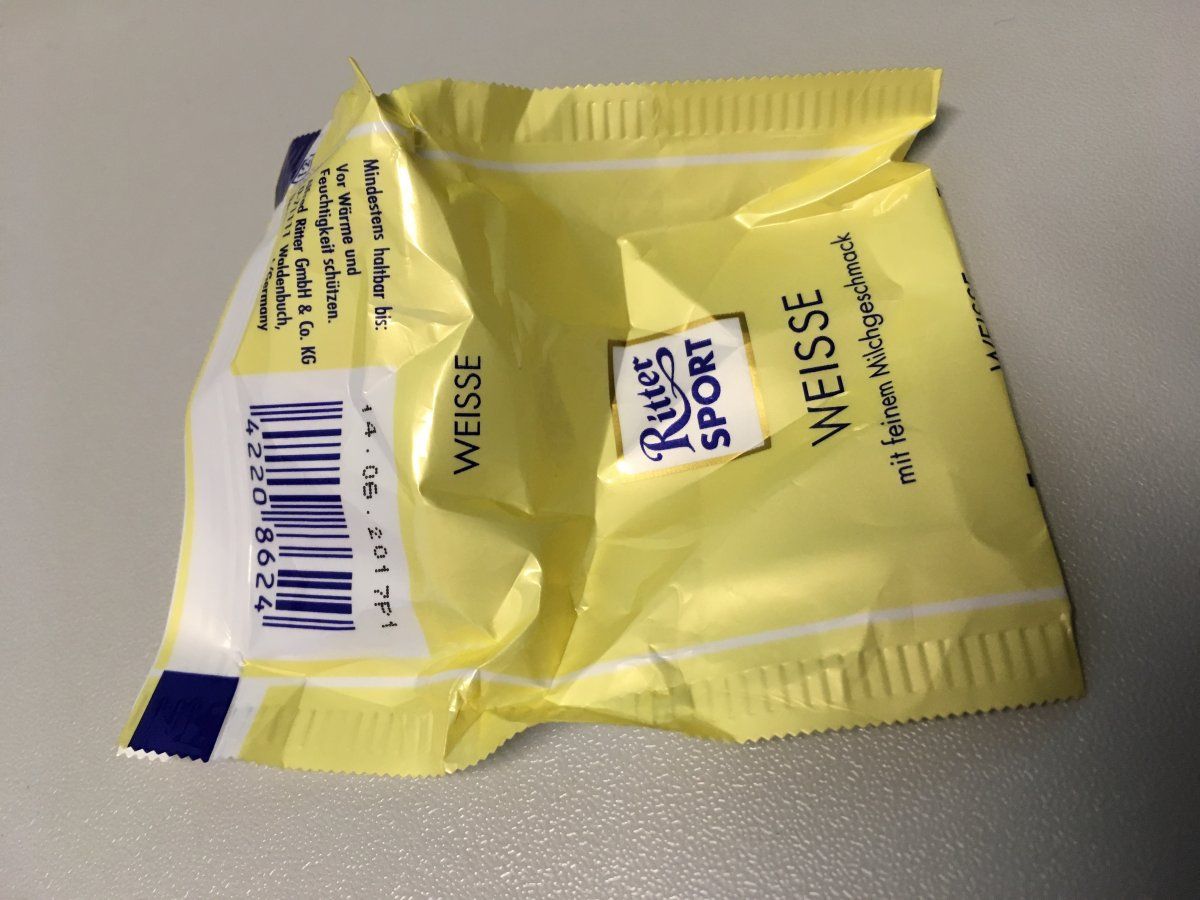 Mindestens haltbar bis:
Vor Wärme und
Feuchtigkeit schützen.
Ritter GmbH & Co. KG
Waldenbuch,
14.06.2017
4220 8624
WEISSE
Ritter
SPORT
WEISSE
mit feinem Milchgeschmack